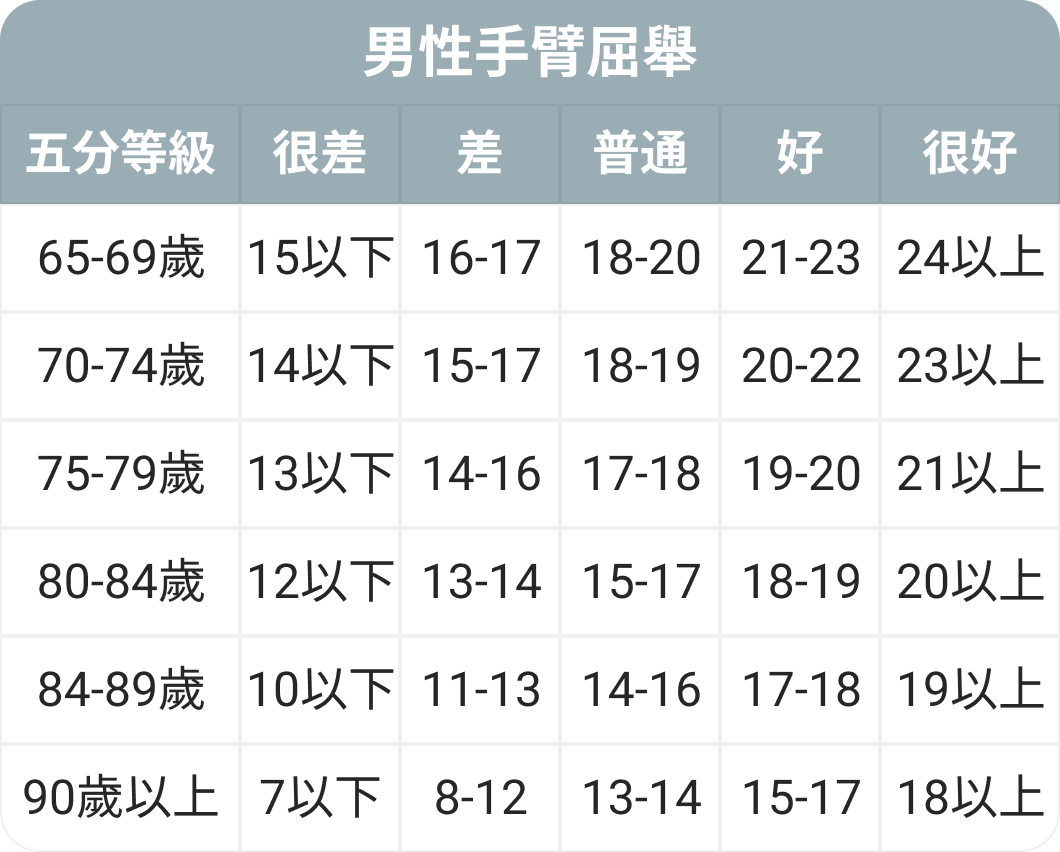 男性手臂屈舉
五分等級 很差 差 普通 好 很好
65-69歲 15以下 16-17 18-20 21-23 24以上
70-74歲 14以下 15-17 18-19 20-22 23以上
75-79歲 13以下 14-16 17-18 19-20 21以上
80-84歲 12以下 13-14 15-17 18-19 20以上
84-89歲 10以下 11-13 14-16 17-18 19以上
90歲以上 7以下 8-12 13-14 15-17 18以上